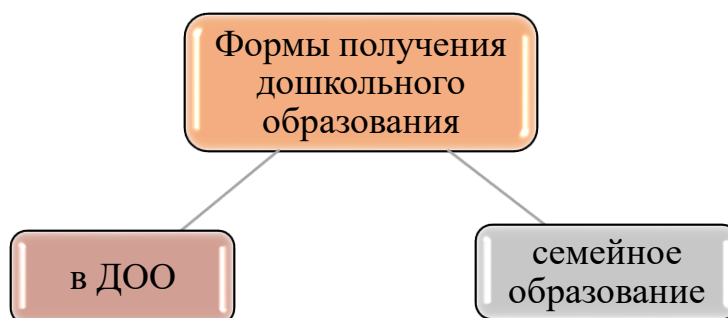 Формы получения
дошкольного
образования
в ДОО
семейное
образование